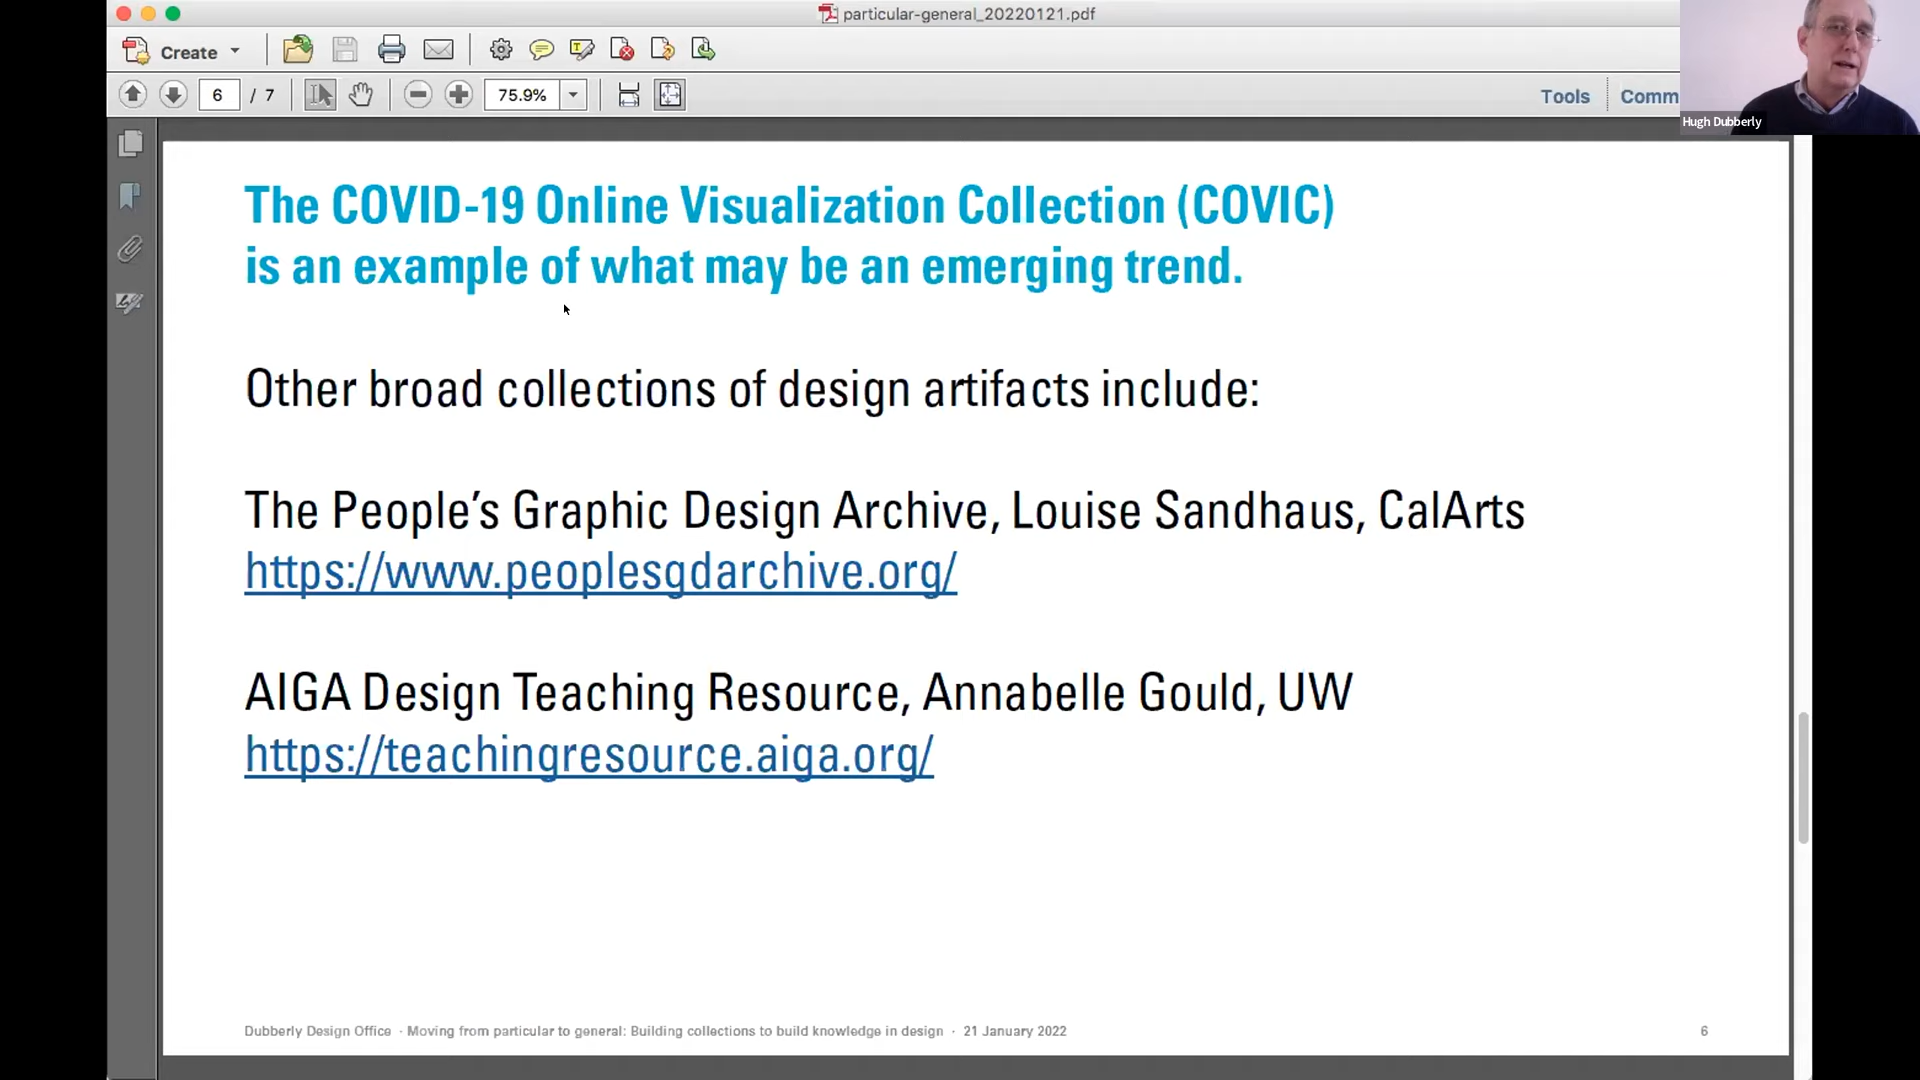 particular-general_20220121.pdf
Create
6 / 7
75.9%
Tools
Comm
Hugh Dubberly
The COVID-19 Online Visualization Collection (COVIC)
is an example of what may be an emerging trend.
Other broad collections of design artifacts include:
The People’s Graphic Design Archive, Louise Sandhaus, CalArts
https://www.peoplesgdarchive.org/
AIGA Design Teaching Resource, Annabelle Gould, UW
https://teachingresource.aiga.org/
Dubberly Design Office · Moving from particular to general: Building collections to build knowledge in design · 21 January 2022
6